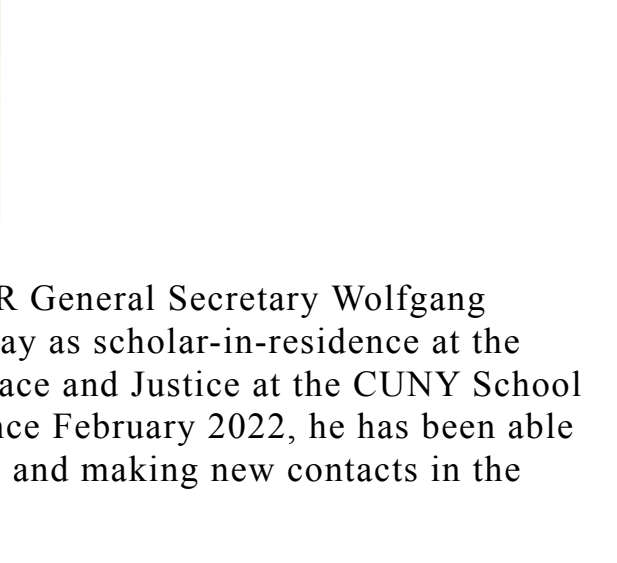 R General Secretary Wolfgang
ay as scholar-in-residence at the
ace and Justice at the CUNY School
nce February 2022, he has been able
and making new contacts in the